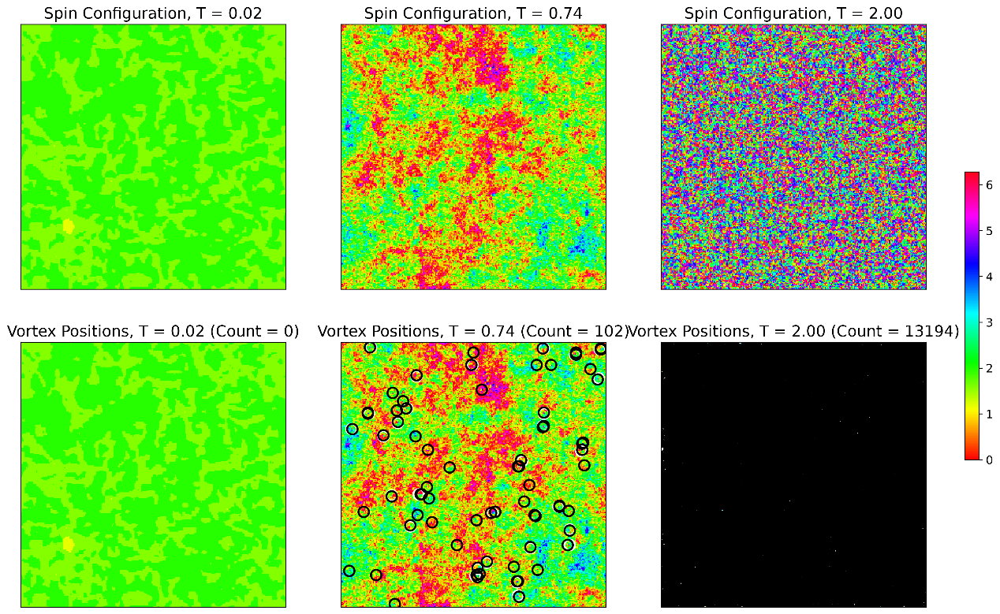 Spin Configuration, T = 0.02
Spin Configuration, T = 0.74
Spin Configuration, T = 2.00
6
5
4
3
2
1
0
Vortex Positions, T = 0.02 (Count = 0)
Vortex Positions, T = 0.74 (Count = 102)
Vortex Positions, T = 2.00 (Count = 13194)